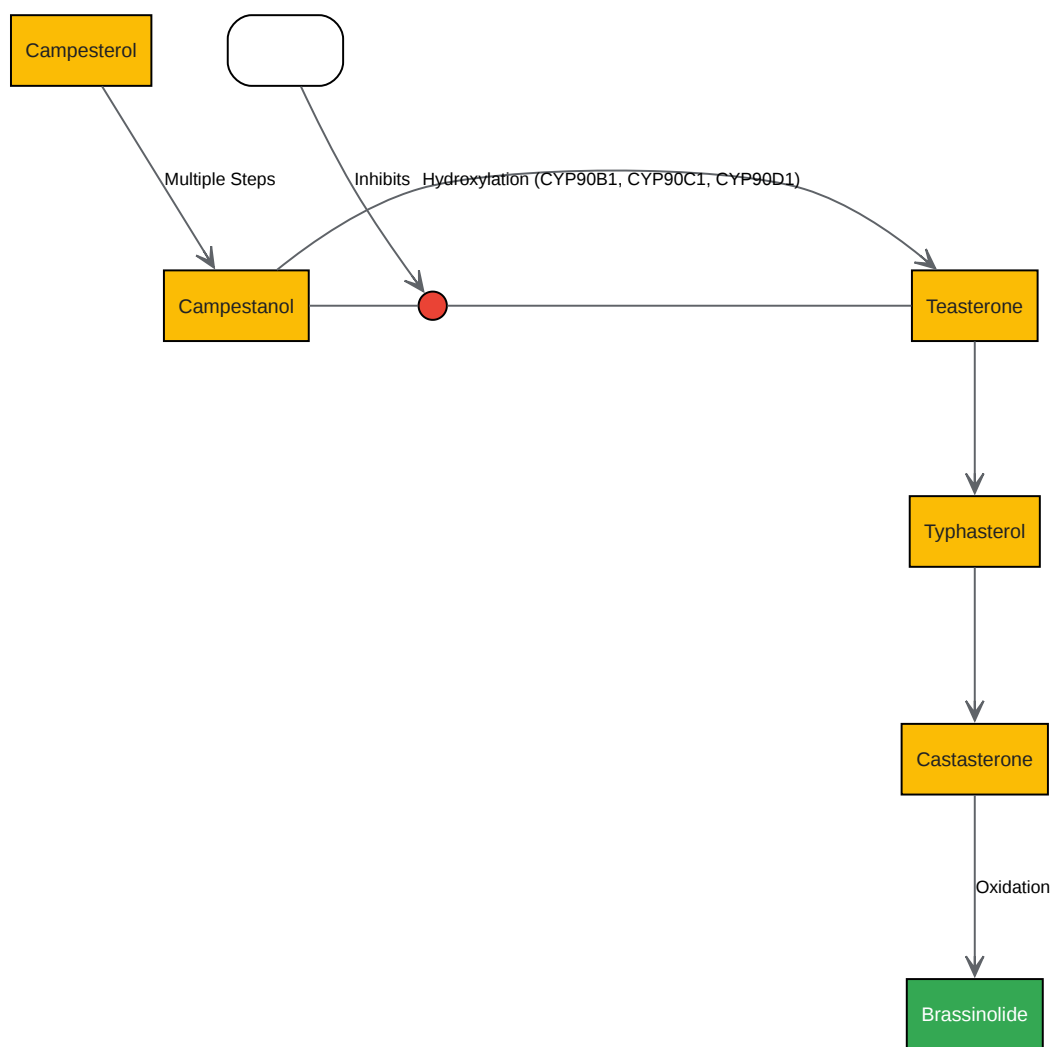 Campesterol
Multiple Steps
Inhibits
Hydroxylation (CYP90B1, CYP90C1, CYP90D1)
Campestanol
Teasterone
Typhasterol
Castasterone
Oxidation
Brassinolide